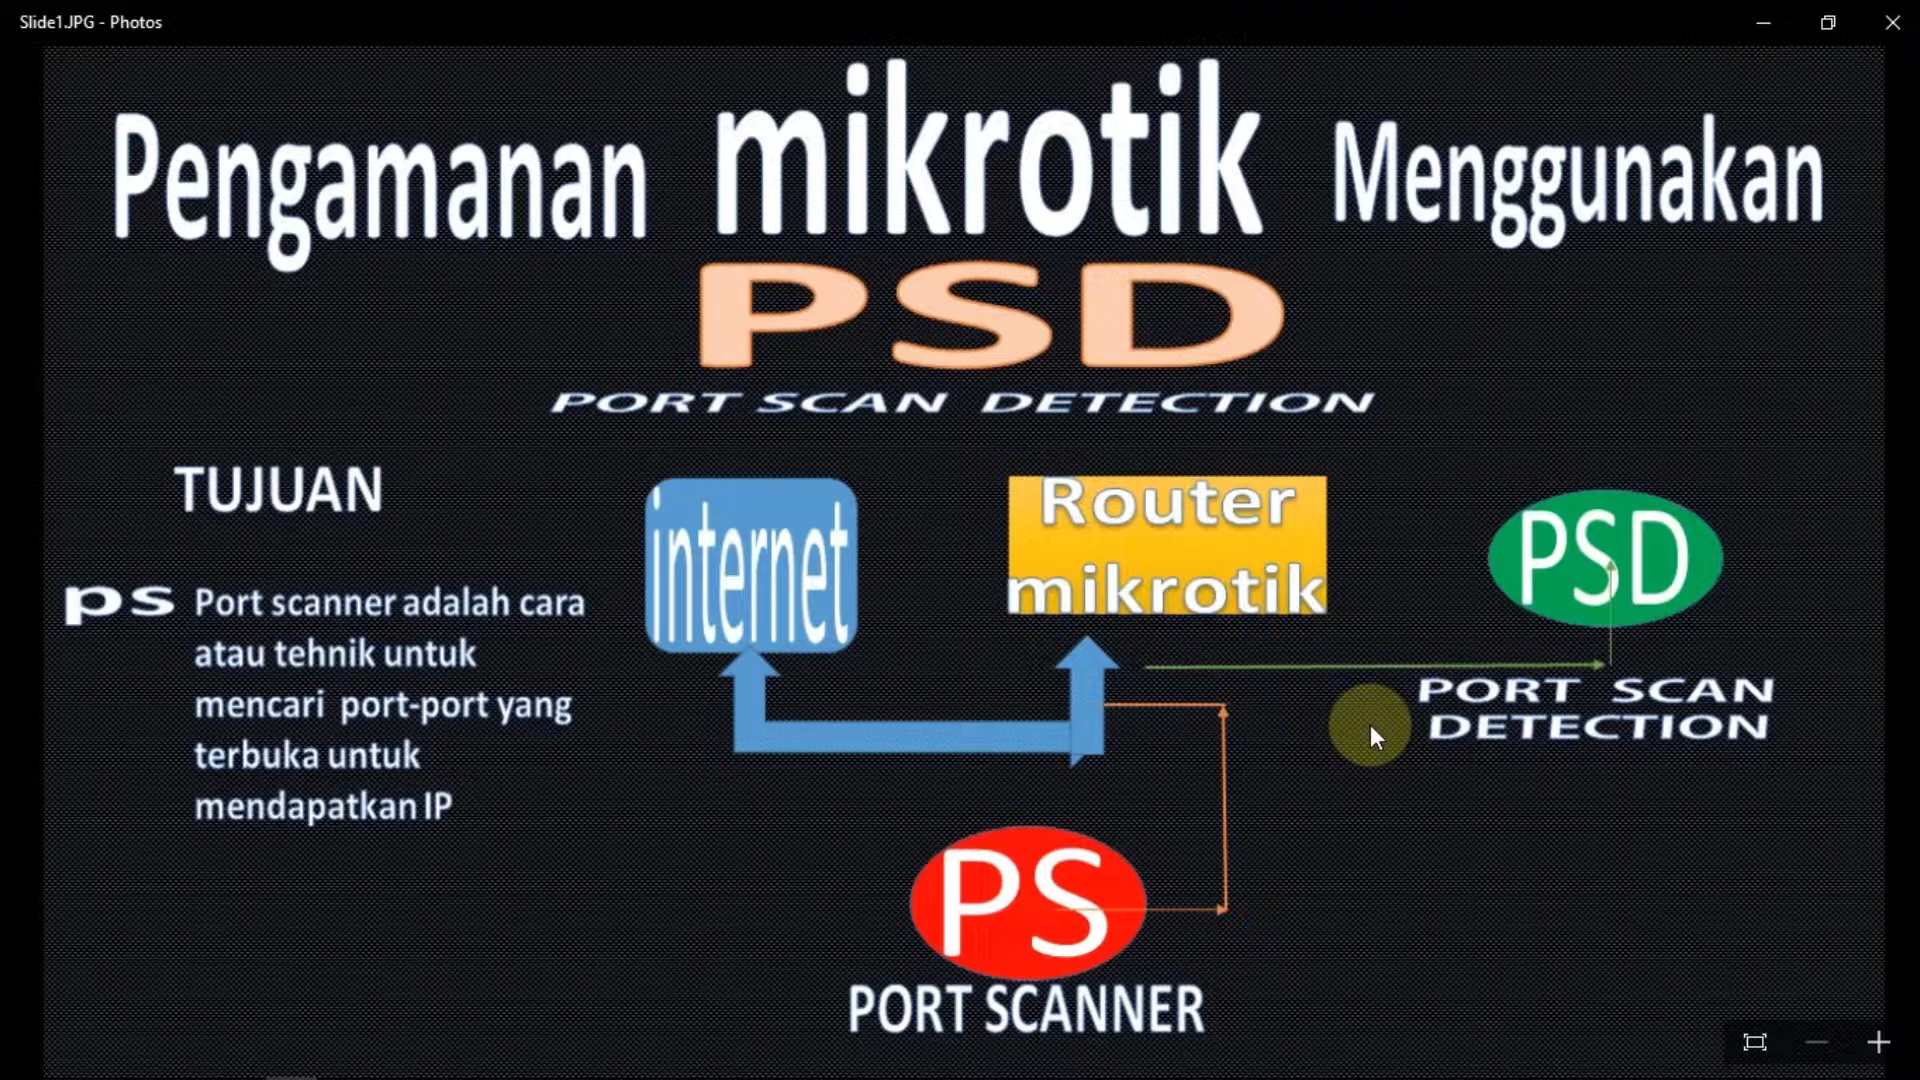 Slide1.JPG - Photos
Pengamanan mikrotik Menggunakan
PSD
PORT SCAN DETECTION
TUJUAN
ps Port scanner adalah cara
atau tehnik untuk
mencari port-port yang
terbuka untuk
mendapatkan IP
internet
Router
mikrotik
PSD
PORT SCAN
DETECTION
PS
PORT SCANNER